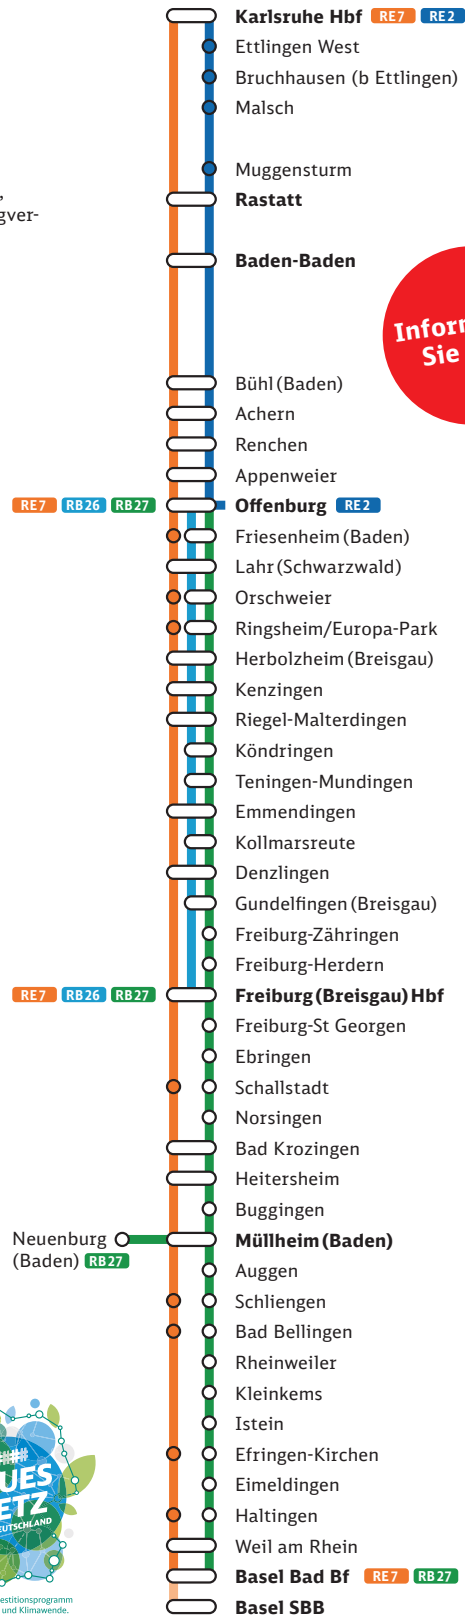 Karlsruhe Hbf RE7 RE2
Ettlingen West
Bruchhausen (b Ettlingen)
Malsch
Muggensturm
Rastatt
Baden-Baden
Sie
Bühl (Baden)
Achern
Renchen
Appenweier
RE7 RB26 RB27 Offenburg RE2
Friesenheim (Baden)
Lahr (Schwarzwald)
Orschweier
Ringsheim/Europa-Park
Herbolzheim (Breisgau)
Kenzingen
Riegel-Malterdingen
Köndringen
Teningen-Mundingen
Emmendingen
Kollmarsreute
Denzlingen
Gundelfingen (Breisgau)
Freiburg-Zähringen
Freiburg-Herdern
RE7 RB26 RB27 Freiburg (Breisgau) Hbf
Freiburg-St Georgen
Ebringen
Schallstadt
Norsingen
Bad Krozingen
Heitersheim
Buggingen
Neuenburg
(Baden) RB27
Müllheim (Baden)
Auggen
Schliengen
Bad Bellingen
Rheinweiler
Kleinkems
Istein
Efringen-Kirchen
Eimeldingen
Haltingen
Weil am Rhein
Basel Bad Bf RE7 RB27
Basel SBB
und Klimawende.